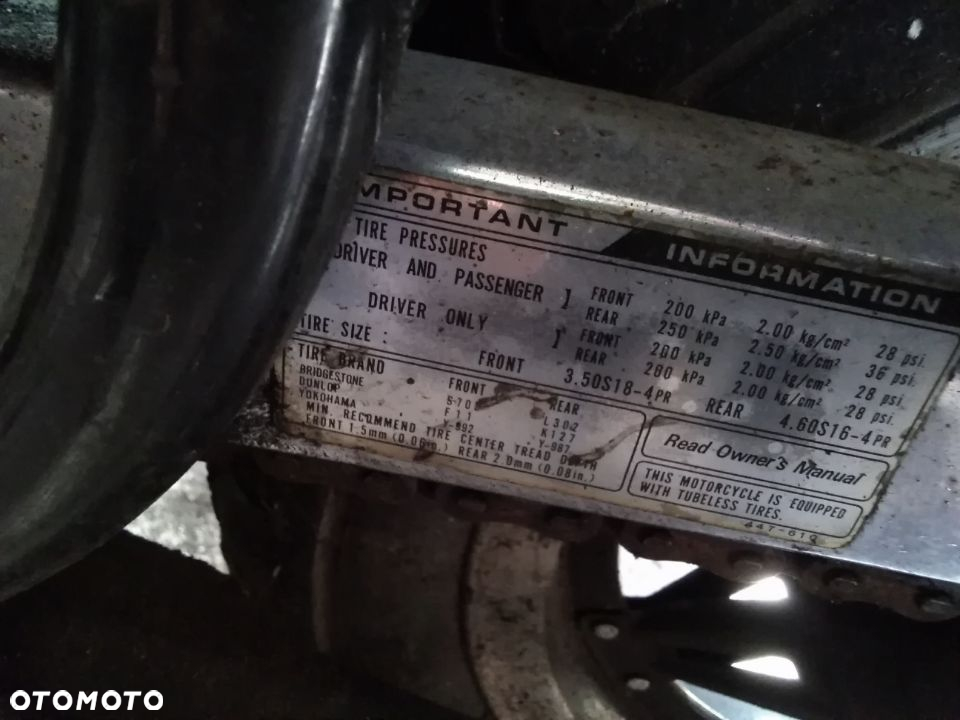 IMPORTANT INFORMATION
TIRE PRESSURES
DRIVER AND PASSENGER ] FRONT 200 kPa 2.00 kg/cm² 28 psi.
REAR 250 kPa 2.50 kg/cm² 36 psi.
DRIVER ONLY ] FRONT 200 kPa 2.00 kg/cm² 28 psi.
REAR 200 kPa 2.00 kg/cm² 28 psi.
TIRE SIZE : FRONT 3.50S18-4PR REAR 4.60S16-4PR
TIRE BRAND FRONT REAR
BRIDGESTONE L302
DUNLOP F11 K127
YOKOHAMA Y-992 Y-987
MIN. RECOMMEND TIRE CENTER TREAD DEPTH
FRONT 1.5mm (0.06in.) REAR 2.0mm (0.08in.)
Read Owner's Manual
THIS MOTORCYCLE IS EQUIPPED
WITH TUBELESS TIRES.
OTOMOTO